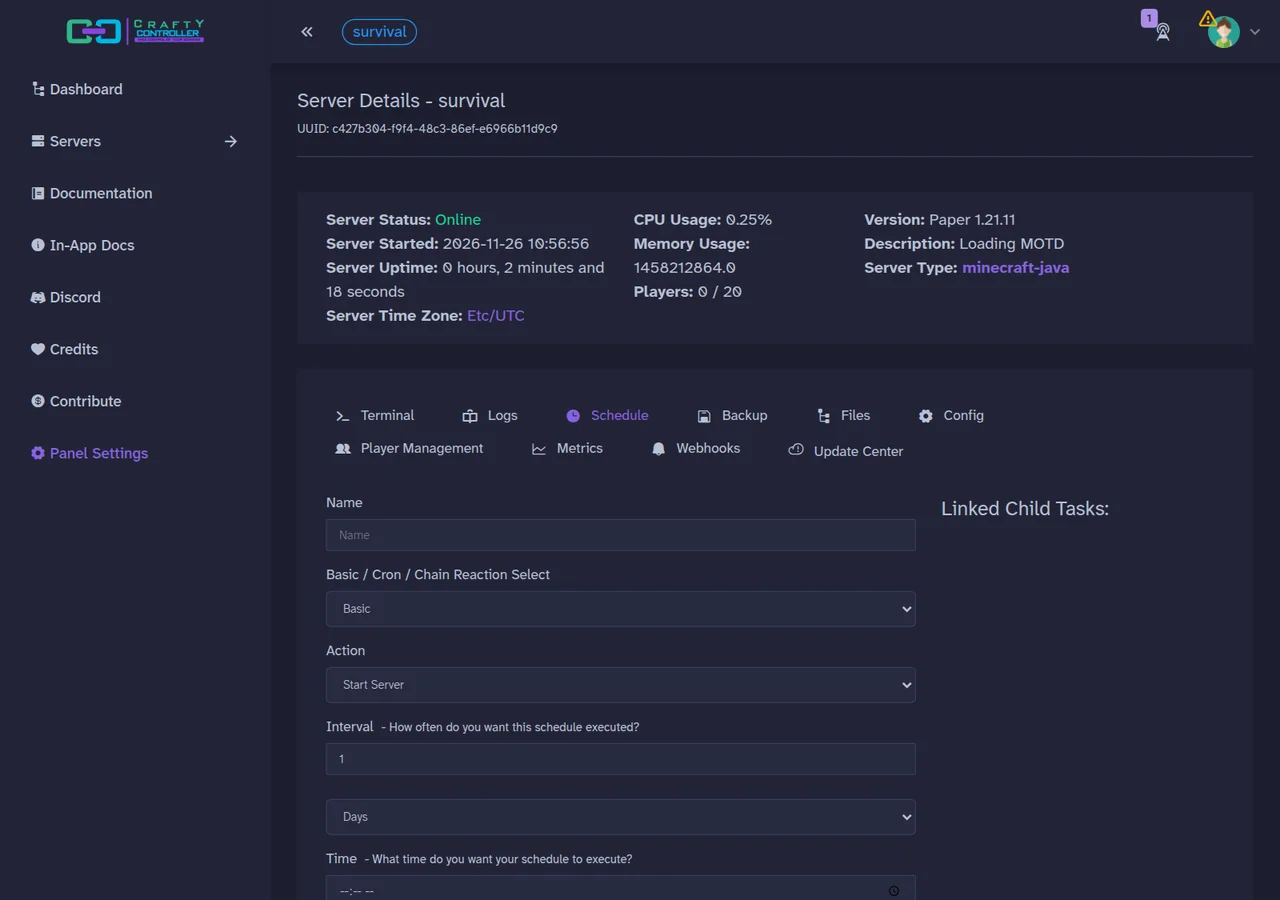 CRAFTY
CONTROLLER
survival
1
Dashboard
Servers
Documentation
In-App Docs
Discord
Credits
Contribute
Panel Settings
Server Details - survival
UUID: c427b304-f9f4-48c3-86ef-e6966b11d9c9
Server Status: Online
Server Started: 2026-11-26 10:56:56
Server Uptime: 0 hours, 2 minutes and
18 seconds
Server Time Zone: Etc/UTC
CPU Usage: 0.25%
Memory Usage:
1458212864.0
Players: 0 / 20
Version: Paper 1.21.11
Description: Loading MOTD
Server Type: minecraft-java
Terminal
Logs
Schedule
Backup
Files
Config
Player Management
Metrics
Webhooks
Update Center
Name
Name
Basic / Cron / Chain Reaction Select
Basic
Action
Start Server
Interval - How often do you want this schedule executed?
1
Days
Time - What time do you want your schedule to execute?
--:-- --
Linked Child Tasks: